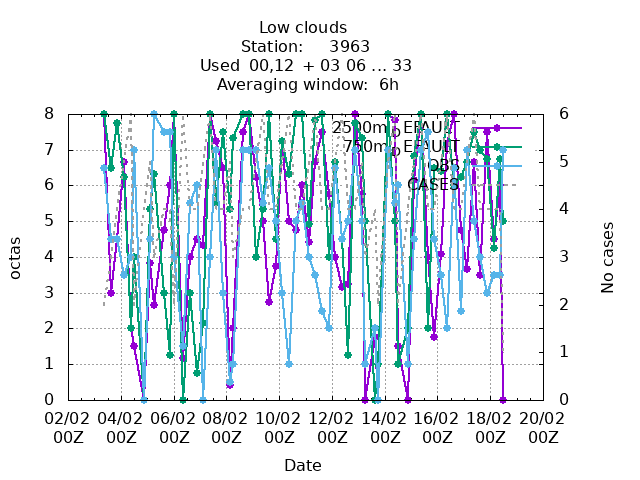 Low clouds
Station: 3963
Used 00,12 + 03 06 ... 33
Averaging window: 6h
octas
No cases
8
7
6
5
4
3
2
1
0
6
5
4
3
2
1
0
OBS
CASES
02/02 04/02 06/02 08/02 10/02 12/02 14/02 16/02 18/02 20/02
00Z 00Z 00Z 00Z 00Z 00Z 00Z 00Z 00Z 00Z
Date